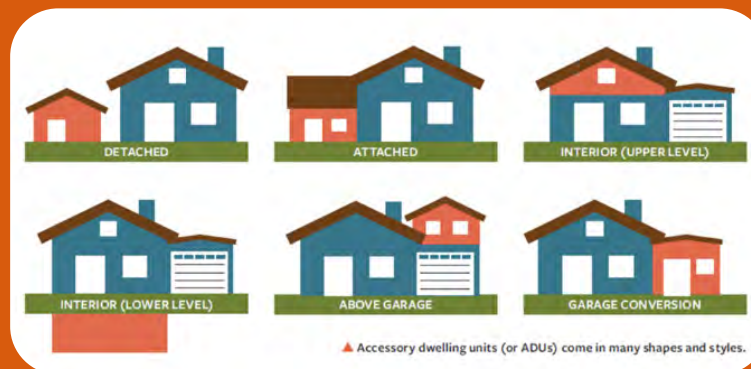 DETACHED
ATTACHED
INTERIOR (UPPER LEVEL)
INTERIOR (LOWER LEVEL)
ABOVE GARAGE
GARAGE CONVERSION
▲ Accessory dwelling units (or ADUs) come in many shapes and styles.